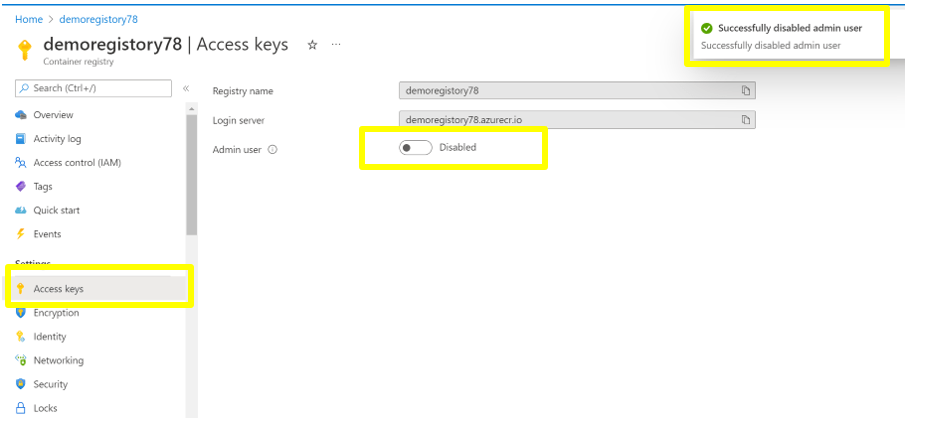 Home > demoregistory78
demoregistory78 | Access keys ☆ ...
Container registry
Successfully disabled admin user
Successfully disabled admin user
Search (Ctrl+/)
«
Overview
Activity log
Access control (IAM)
Tags
Quick start
Events
Settings
Access keys
Encryption
Identity
Networking
Security
Locks
Registry name demoregistory78
Login server demoregistory78.azurecr.io
Admin user Disabled